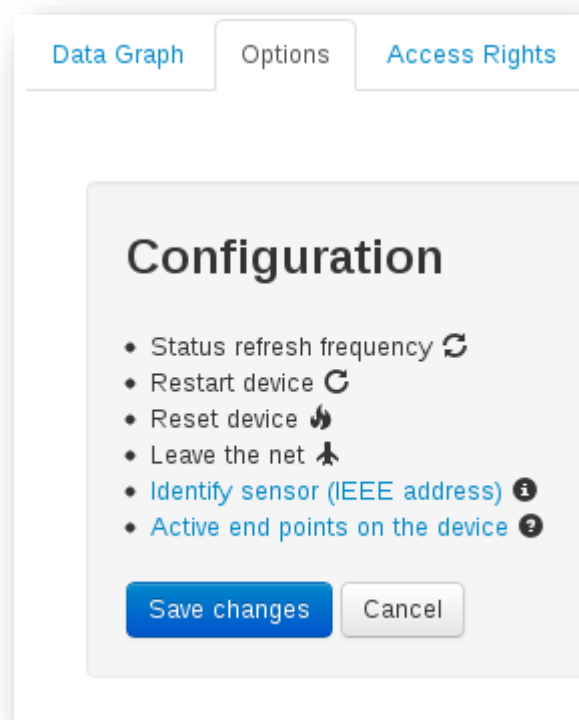 Data Graph Options Access Rights
Configuration
Status refresh frequency
Restart device
Reset device
Leave the net
Identify sensor (IEEE address)
Active end points on the device
Save changes Cancel